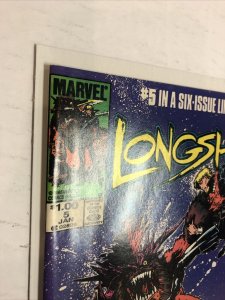 #5 IN A SIX-ISSUE LI
MARVEL
LONGSH
$1.00
5
JAN